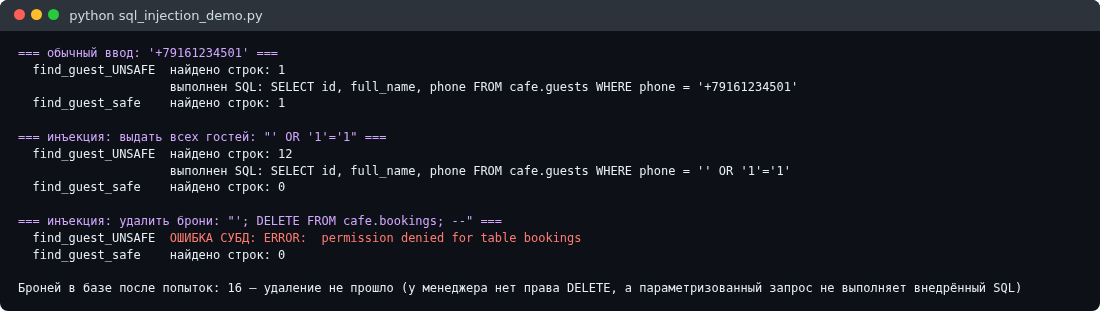 python sql_injection_demo.py
=== обычный ввод: '+79161234501' ===
find_guest_UNSAFE  найдено строк: 1
выполнен SQL: SELECT id, full_name, phone FROM cafe.guests WHERE phone = '+79161234501'
find_guest_safe    найдено строк: 1
=== инъекция: выдать всех гостей: "' OR '1'='1" ===
find_guest_UNSAFE  найдено строк: 12
выполнен SQL: SELECT id, full_name, phone FROM cafe.guests WHERE phone = '' OR '1'='1'
find_guest_safe    найдено строк: 0
=== инъекция: удалить брони: "'; DELETE FROM cafe.bookings; --" ===
find_guest_UNSAFE  ОШИБКА СУБД: ERROR:  permission denied for table bookings
find_guest_safe    найдено строк: 0
Броней в базе после попыток: 16 — удаление не прошло (у менеджера нет права DELETE, а параметризованный запрос не выполняет внедрённый SQL)